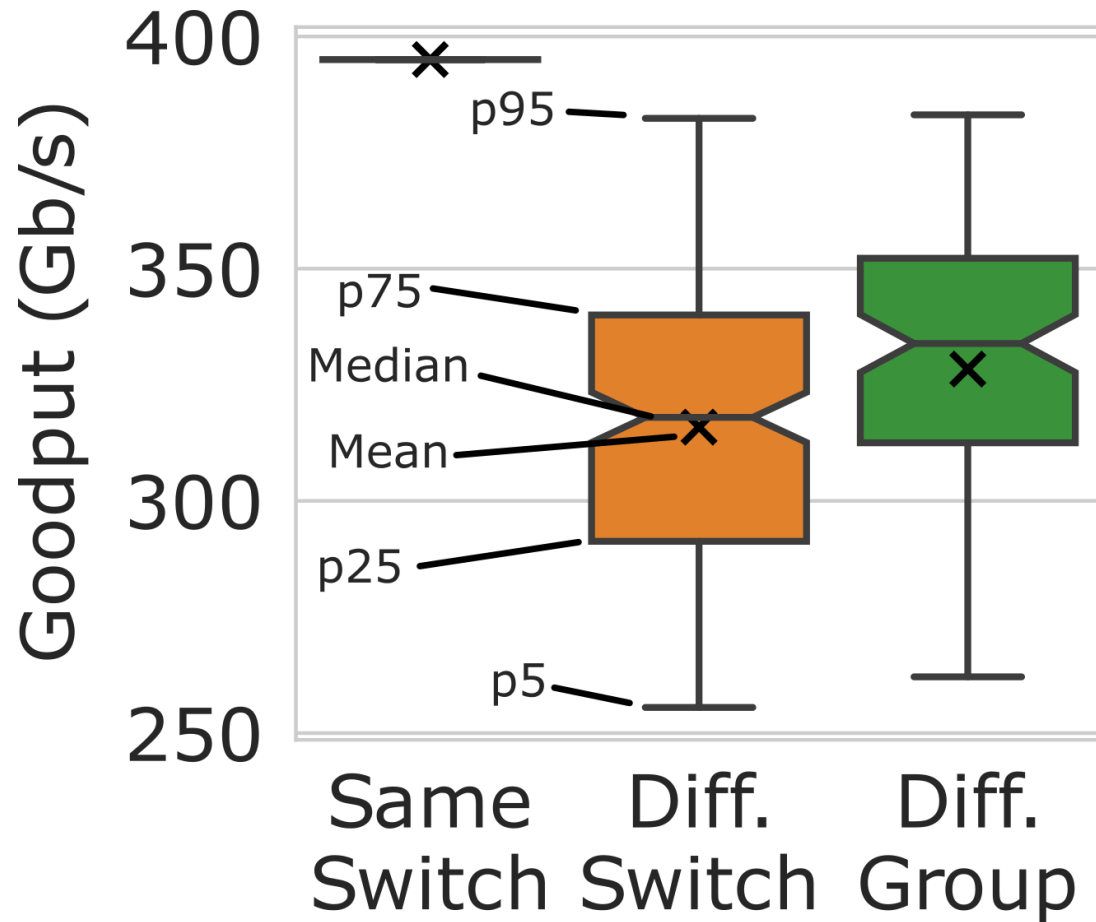 Goodput (Gb/s)
400
350
300
250
p95
p75
Median
Mean
p25
p5
Same
Switch
Diff.
Switch
Diff.
Group